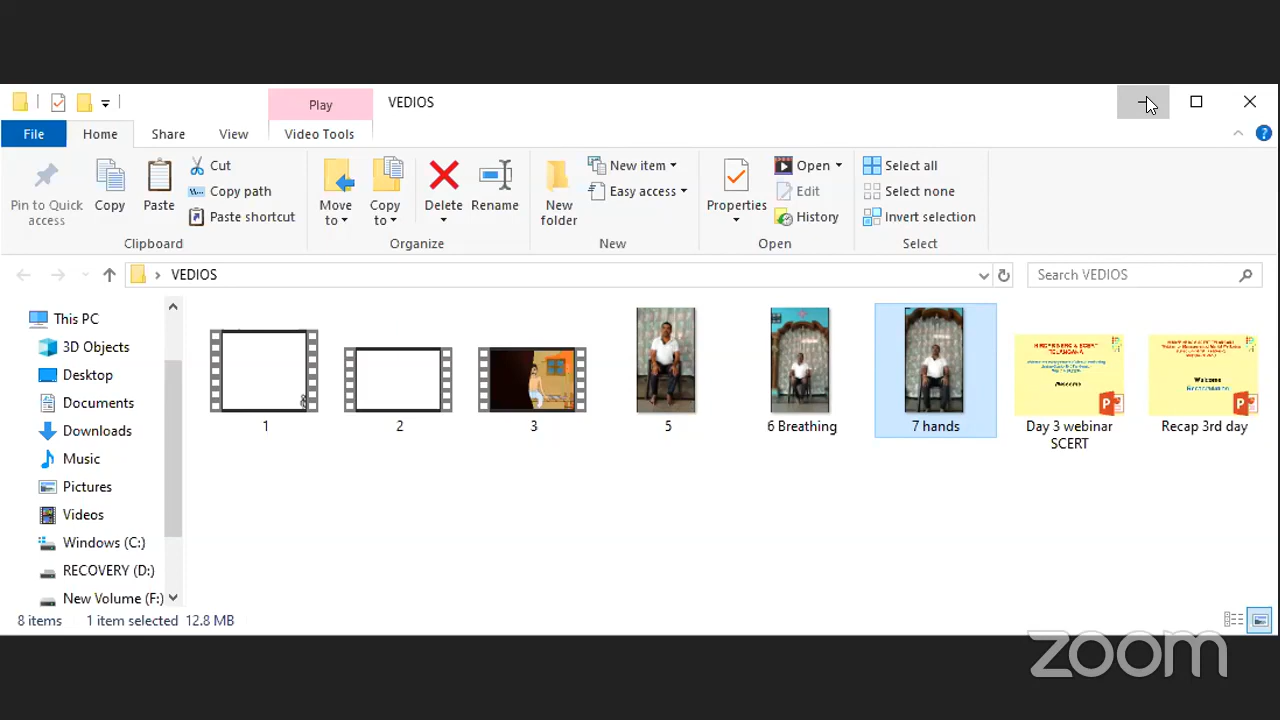 Play
VEDIOS
File
Home
Share
View
Video Tools
Pin to Quick access
Copy
Paste
Cut
Copy path
Paste shortcut
Clipboard
Move to
Copy to
Delete
Rename
Organize
New folder
New item
Easy access
New
Properties
Open
Edit
History
Open
Select all
Select none
Invert selection
Select
VEDIOS
Search VEDIOS
This PC
3D Objects
Desktop
Documents
Downloads
Music
Pictures
Videos
Windows (C:)
RECOVERY (D:)
New Volume (F:)
1
2
3
5
6 Breathing
7 hands
TELANGANA
Welcome
Day 3 webinar
SCERT
Welcome
Recap 3rd day
8 items
1 item selected 12.8 MB
zoom